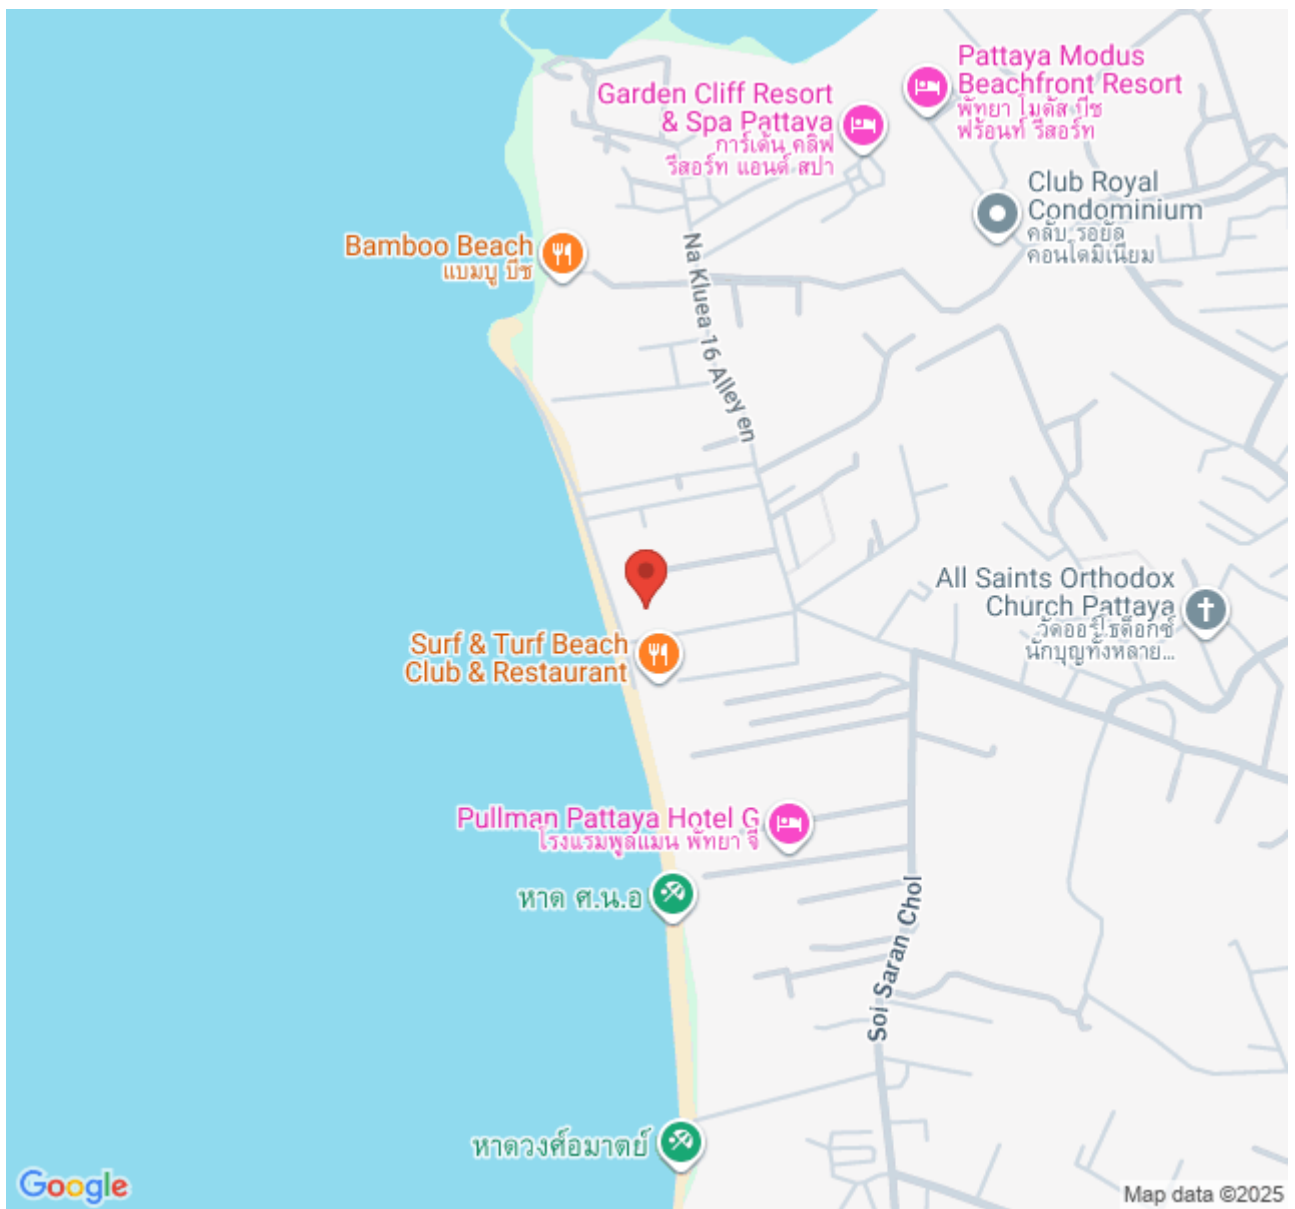 Pattaya Modus
Beachfront Resort
พัทยา โมดัส บีช
ฟร้อนท์ รีสอร์ท
Garden Cliff Resort
& Spa Pattaya
การ์เด้น คลิฟ
รีสอร์ท แอนด์ สปา
Club Royal
Condominium
คลับ รอยัล
คอนโดมิเนียม
Bamboo Beach
แบมบู บีช
Na Kluea 16 Alley en
All Saints Orthodox
Church Pattaya
วัดออร์โธด็อกซ์
นักบุญทั้งหลาย...
Surf & Turf Beach
Club & Restaurant
Pullman Pattaya Hotel G
โรงแรมพูลแมน พัทยา จี
หาด ศ.น.อ
Soi Saran Chol
หาดวงศ์อมาตย์
Google
Map data ©2025